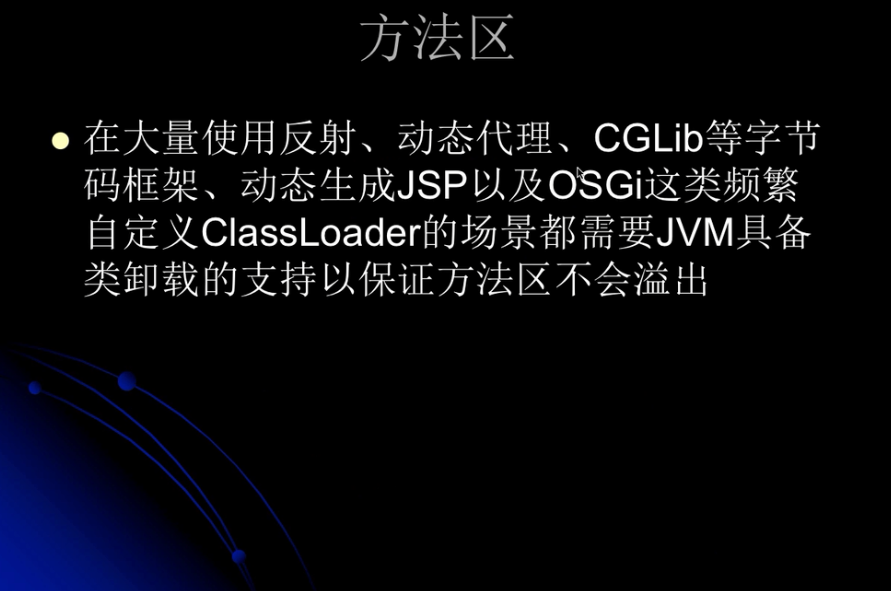 方法区
在大量使用反射、动态代理、CGLib等字节
码框架、动态生成JSP以及OSGi这类频繁
自定义ClassLoader的场景都需要JVM具备
类卸载的支持以保证方法区不会溢出